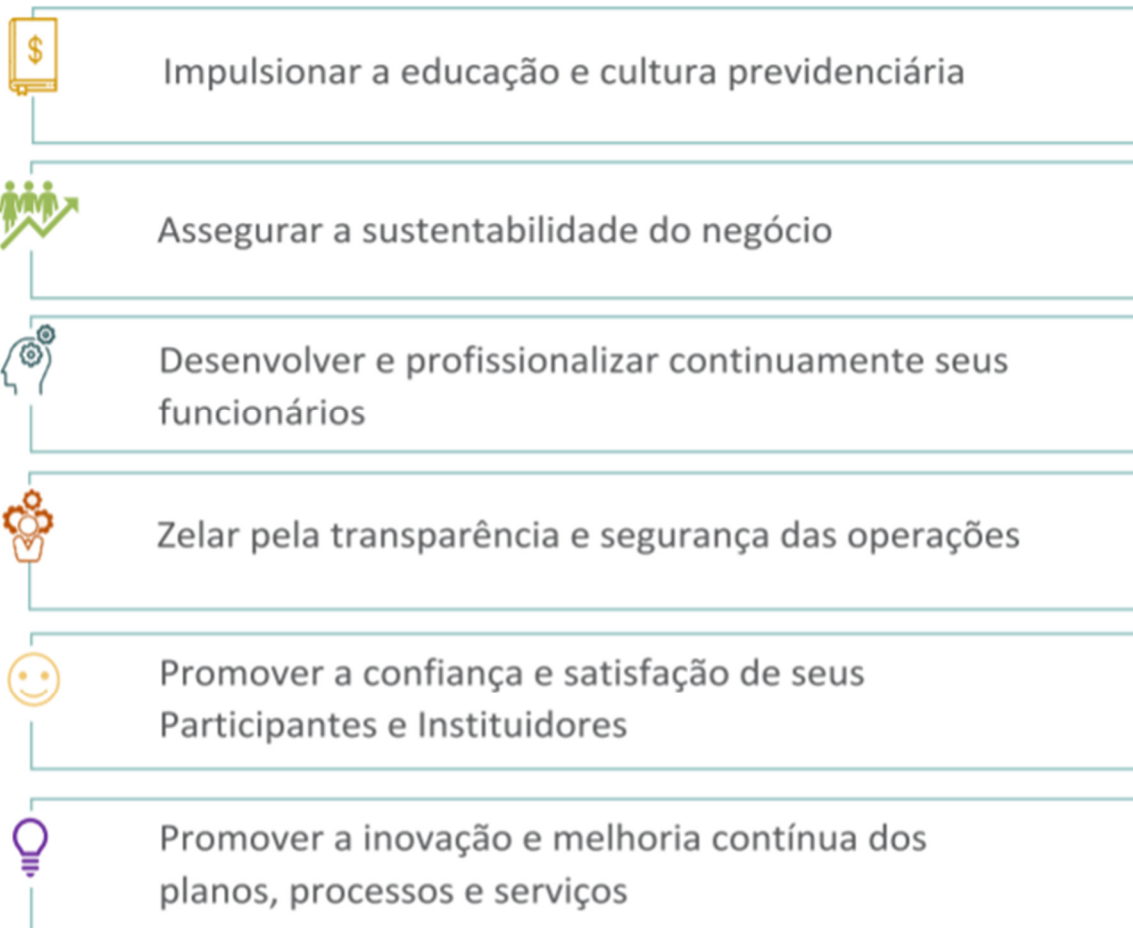 $
Impulsionar a educação e cultura previdenciária
Assegurar a sustentabilidade do negócio
Desenvolver e profissionalizar continuamente seus
funcionários
Zelar pela transparência e segurança das operações
Promover a confiança e satisfação de seus
Participantes e Instituidores
Promover a inovação e melhoria contínua dos
planos, processos e serviços